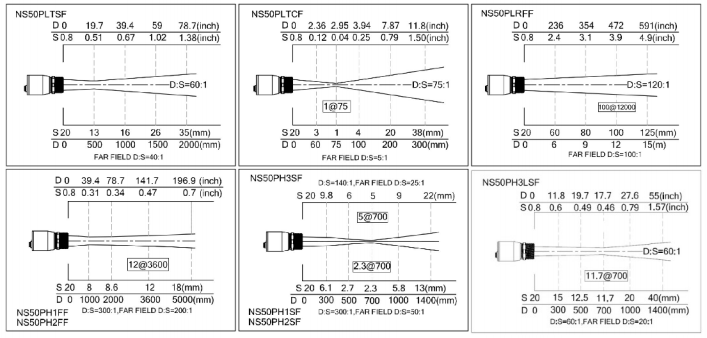 NS50PLTSF
D 0 19.7 39.4 59 78.7(inch)
S 0.8 0.51 0.67 1.02 1.38(inch)
D:S=60:1
S 20 13 16 26 35(mm)
D 0 500 1000 1500 2000(mm)
FAR FIELD D:S=40:1
NS50PLTCF
D 0 2.36 2.95 3.94 7.87 11.8(inch)
S 0.8 0.12 0.04 0.25 0.79 1.50(inch)
D:S=75:1
1@75
S 20 3 1 4 20 38(mm)
D 0 60 75 100 200 300(mm)
FAR FIELD D:S=5:1
NS50PLRFF
D 0 236 354 472 591(inch)
S 0.8 2.4 3.1 3.9 4.9(inch)
D:S=120:1
100@12000
S 20 60 80 100 125(mm)
D 0 6 9 12 15(m)
FAR FIELD D:S=100:1
D 0 39.4 78.7 141.7 196.9 (inch)
S 0.8 0.31 0.34 0.47 0.7 (inch)
12@3600
S 20 8 8.6 12 18(mm)
D 0 1000 2000 3600 5000(mm)
NS50PH1FF
D:S=300:1,FAR FIELD D:S=200:1
NS50PH2FF
NS50PH3SF
D:S=140:1,FAR FIELD D:S=25:1
S 20 9.8 6 5 9 22(mm)
5@700
2.3@700
S 20 6.1 2.7 2.3 5.8 13(mm)
D 0 300 500 700 1000 1400(mm)
NS50PH1SF
D:S=300:1,FAR FIELD D:S=50:1
NS50PH2SF
NS50PH3LSF
D 0 11.8 19.7 17.7 27.6 55(inch)
S 0.8 0.6 0.49 0.46 0.79 1.57(inch)
D:S=60:1
11.7@700
S 20 15 12.5 11.7 20 40(mm)
D 0 300 500 700 1000 1400(mm)
D:S=60:1,FAR FIELD D:S=20:1